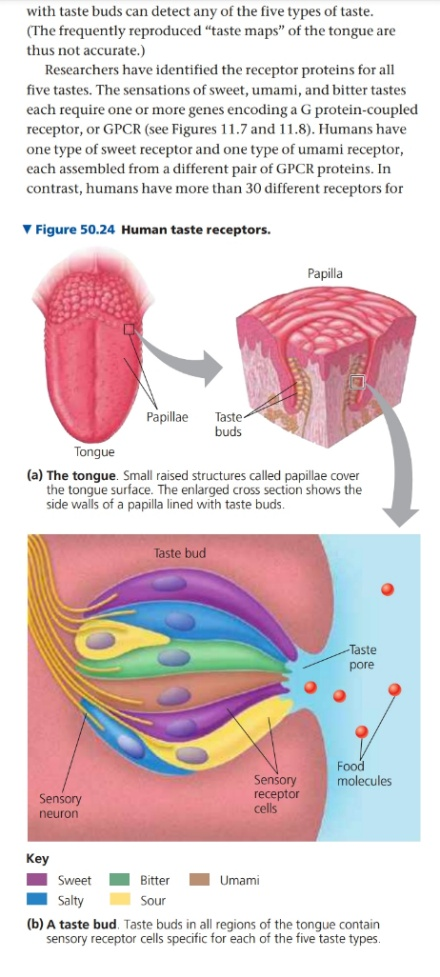 with taste buds can detect any of the five types of taste.
(The frequently reproduced “taste maps” of the tongue are
thus not accurate.)
Researchers have identified the receptor proteins for all
five tastes. The sensations of sweet, umami, and bitter tastes
each require one or more genes encoding a G protein-coupled
receptor, or GPCR (see Figures 11.7 and 11.8). Humans have
one type of sweet receptor and one type of umami receptor,
each assembled from a different pair of GPCR proteins. In
contrast, humans have more than 30 different receptors for
▼ Figure 50.24 Human taste receptors.
Papilla
Papillae
Taste
buds
Tongue
(a) The tongue. Small raised structures called papillae cover
the tongue surface. The enlarged cross section shows the
side walls of a papilla lined with taste buds.
Taste bud
Taste
pore
Food
molecules
Sensory
receptor
cells
Sensory
neuron
Key
Sweet Bitter Umami
Salty Sour
(b) A taste bud. Taste buds in all regions of the tongue contain
sensory receptor cells specific for each of the five taste types.